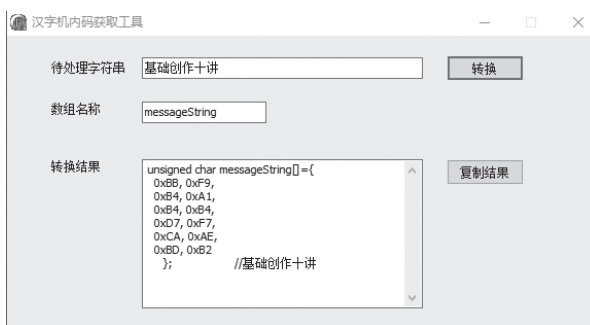 汉字机内码获取工具
待处理字符串 基础创作十讲 转换
数组名称 messageString
转换结果 复制结果
unsigned char messageString[]={
0xBB, 0xF9,
0xB4, 0xA1,
0xB4, 0xB4,
0xD7, 0xF7,
0xCA, 0xAE,
0xBD, 0xB2
}; //基础创作十讲